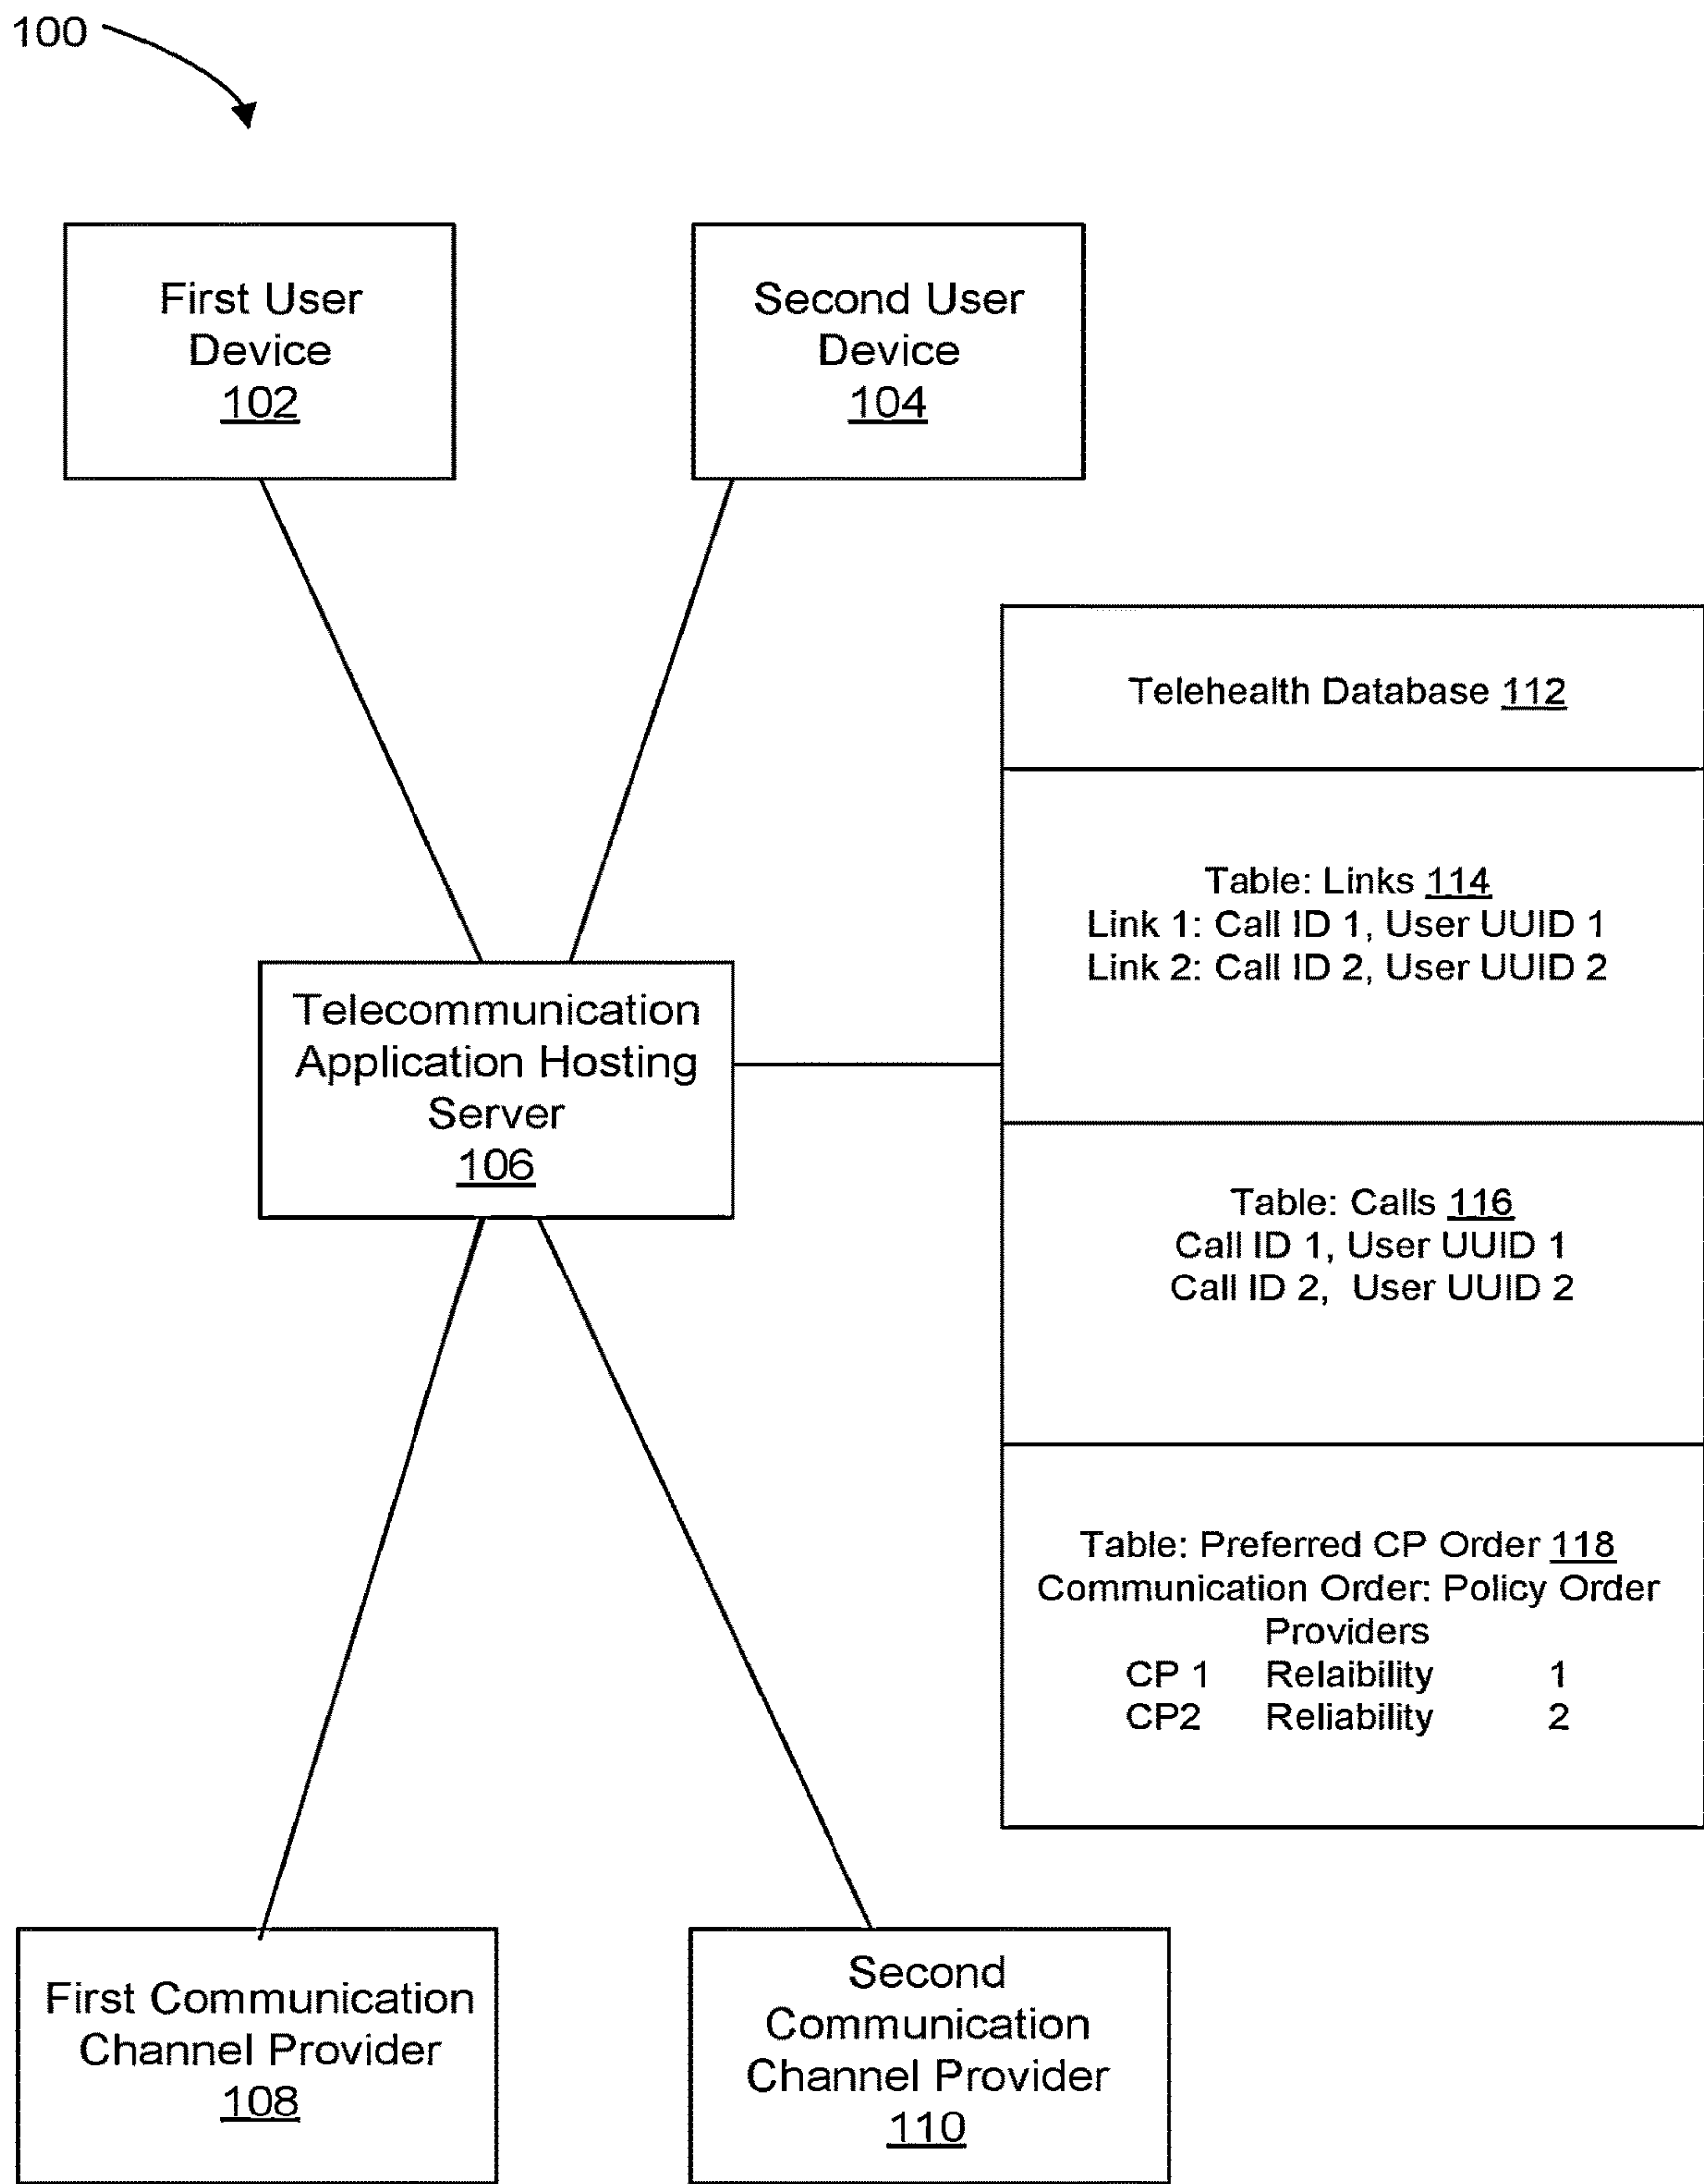 100
First User
Device
102
Second User
Device
104
Telehealth Database 112
Table: Links 114
Link 1: Call ID 1, User UUID 1
Link 2: Call ID 2, User UUID 2
Telecommunication
Application Hosting
Server
106
Table: Calls 116
Call ID 1, User UUID 1
Call ID 2, User UUID 2
Table: Preferred CP Order 118
Communication Order: Policy Order
Providers
CP 1 Relaibility 1
CP2 Reliability 2
First Communication
Channel Provider
108
Second
Communication
Channel Provider
110